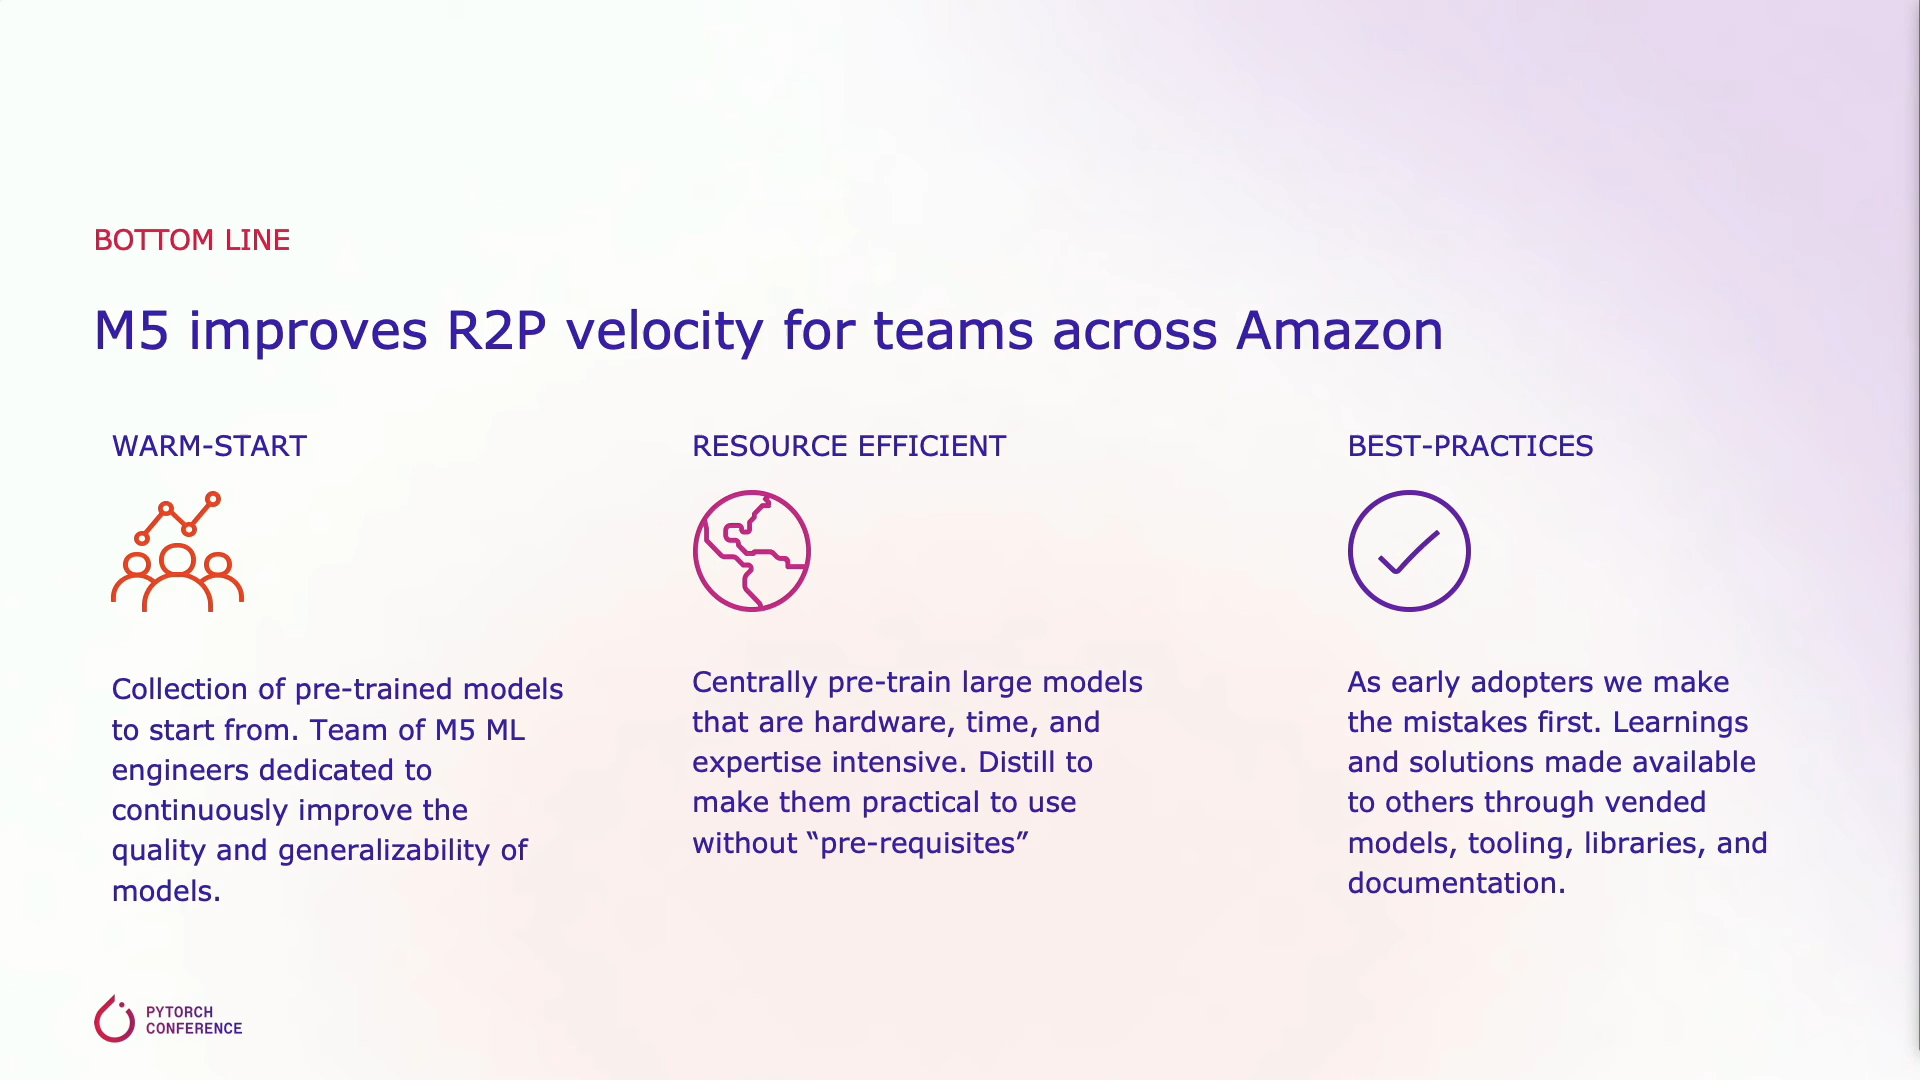 BOTTOM LINE
M5 improves R2P velocity for teams across Amazon
WARM-START
Collection of pre-trained models
to start from. Team of M5 ML
engineers dedicated to
continuously improve the
quality and generalizability of
models.
RESOURCE EFFICIENT
Centrally pre-train large models
that are hardware, time, and
expertise intensive. Distill to
make them practical to use
without “pre-requisites”
BEST-PRACTICES
As early adopters we make
the mistakes first. Learnings
and solutions made available
to others through vended
models, tooling, libraries, and
documentation.
PYTORCH
CONFERENCE